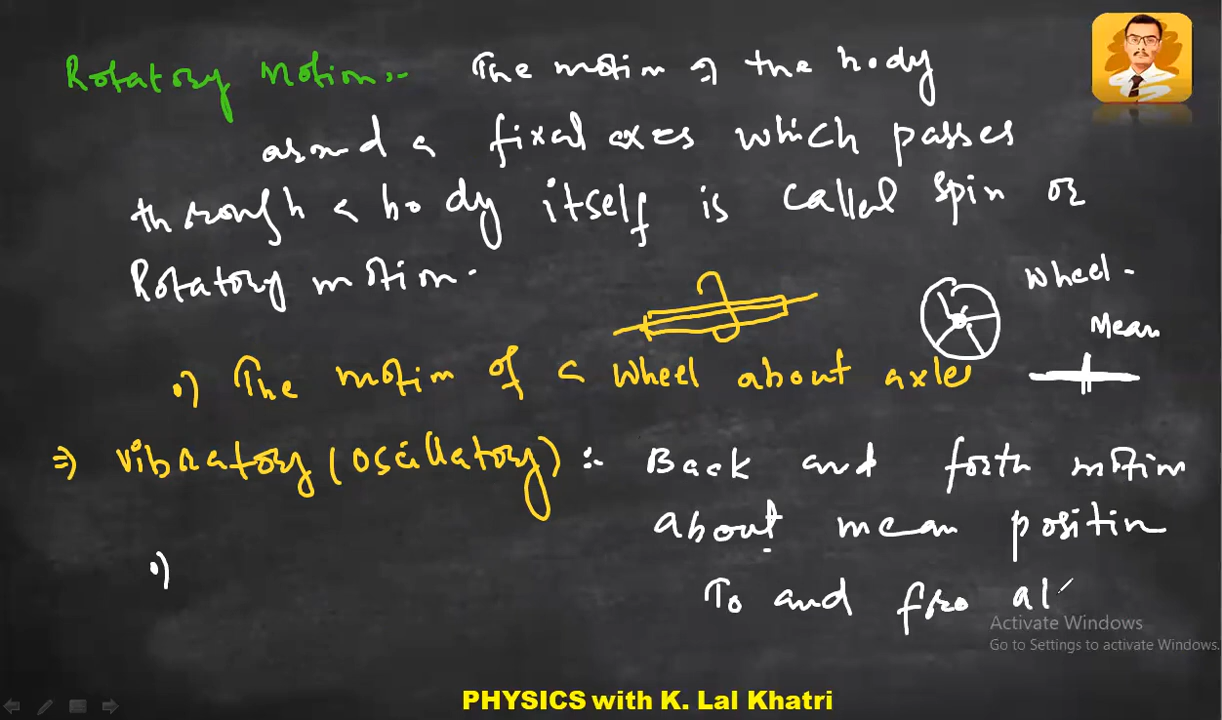 Rotatory Motion:- The motion of the body
around a fixed axes which passes
through a body itself is called spin or
Rotatory motion.
Wheel-
Mean
•) The motion of a wheel about axles
⇒ Vibratory (Oscillatory) :- Back and forth motion
about mean position
•)
To and fro al
Activate Windows
Go to Settings to activate Windows.
PHYSICS with K. Lal Khatri